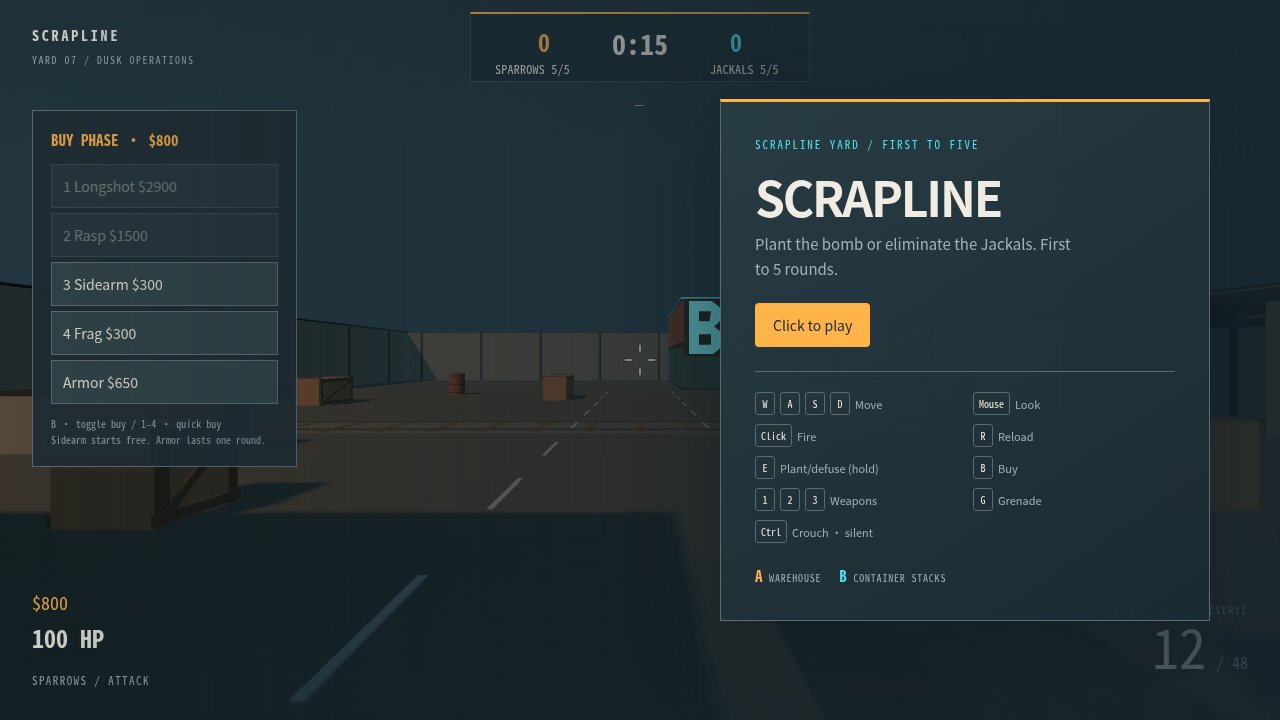 SCRAPLINE
YARD 07 / DUSK OPERATIONS
0
0:15
0
SPARROWS 5/5
JACKALS 5/5
BUY PHASE • $800
1 Longshot $2900
2 Rasp $1500
3 Sidearm $300
4 Frag $300
Armor $650
B • toggle buy / 1–4 • quick buy
Sidearm starts free. Armor lasts one round.
B
SCRAPLINE YARD / FIRST TO FIVE
SCRAPLINE
Plant the bomb or eliminate the Jackals. First
to 5 rounds.
Click to play
W A S D Move
Mouse Look
Click Fire
R Reload
E Plant/defuse (hold)
B Buy
1 2 3 Weapons
G Grenade
Ctrl Crouch • silent
A WAREHOUSE B CONTAINER STACKS
$800
100 HP
SPARROWS / ATTACK
12 / 48